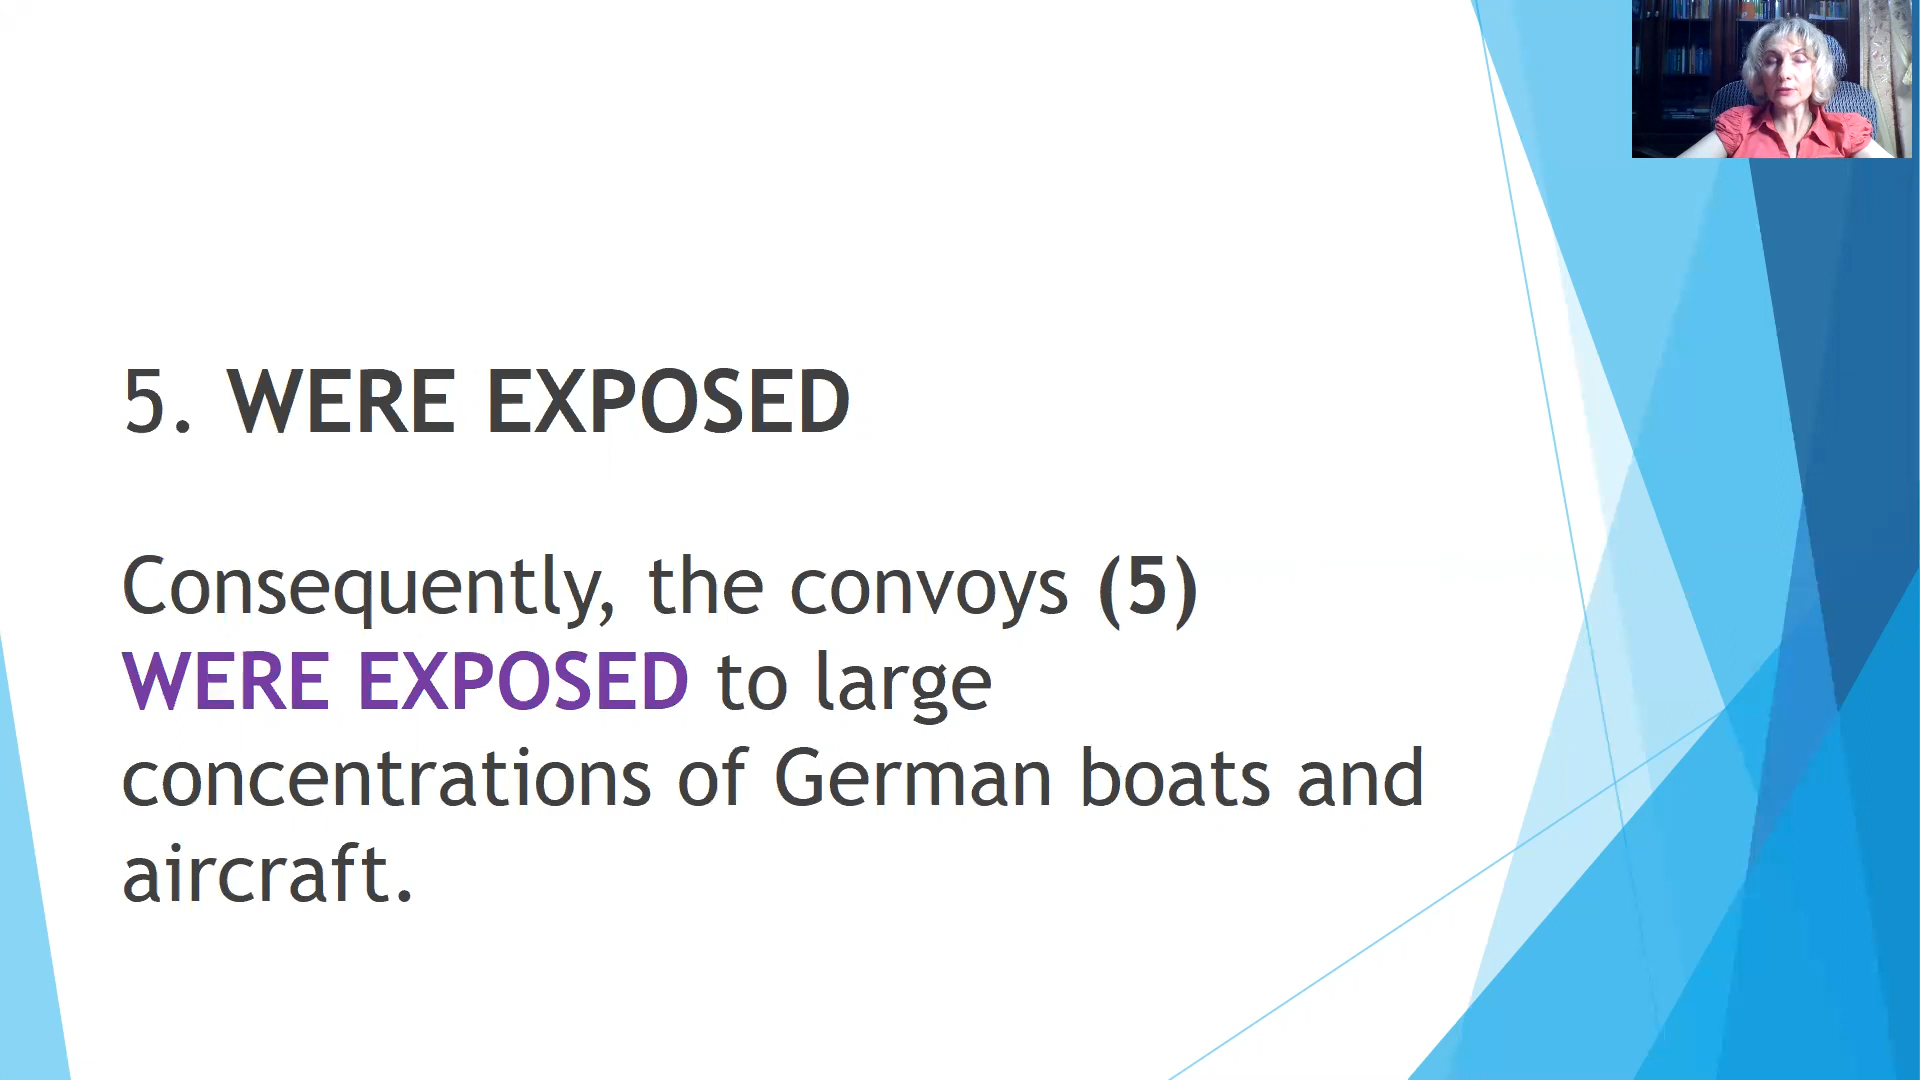 5. WERE EXPOSED
Consequently, the convoys (5)
WERE EXPOSED to large
concentrations of German boats and
aircraft.